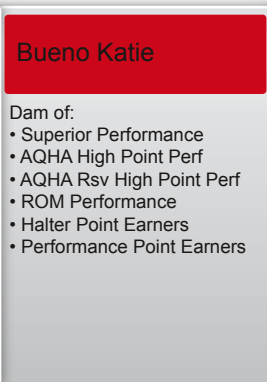 Bueno Katie
Dam of:
• Superior Performance
• AQHA High Point Perf
• AQHA Rsv High Point Perf
• ROM Performance
• Halter Point Earners
• Performance Point Earners